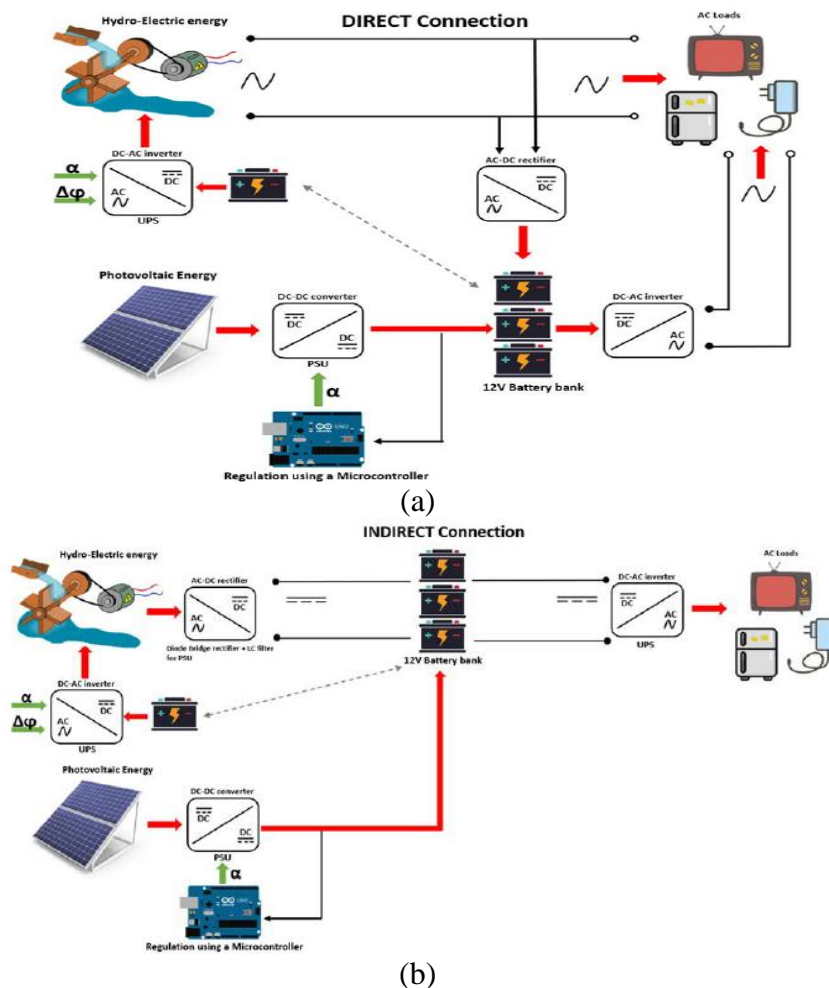 DIRECT Connection
Hydro-Electric energy
AC Loads
DC-AC inverter
α
Δφ
DC
AC
UPS
AC-DC rectifier
DC
AC
Photovoltaic Energy
DC-DC converter
DC
DC
PSU
α
12V Battery bank
DC-AC inverter
DC
AC
Regulation using a Microcontroller
(a)
INDIRECT Connection
Hydro-Electric energy
AC-DC rectifier
DC
AC
Diode Bridge rectifier + LC filter
for PSU
12V Battery bank
DC-AC inverter
DC
AC
UPS
AC Loads
DC-AC inverter
α
Δφ
DC
AC
UPS
Photovoltaic Energy
DC-DC converter
DC
DC
PSU
α
Regulation using a Microcontroller
(b)